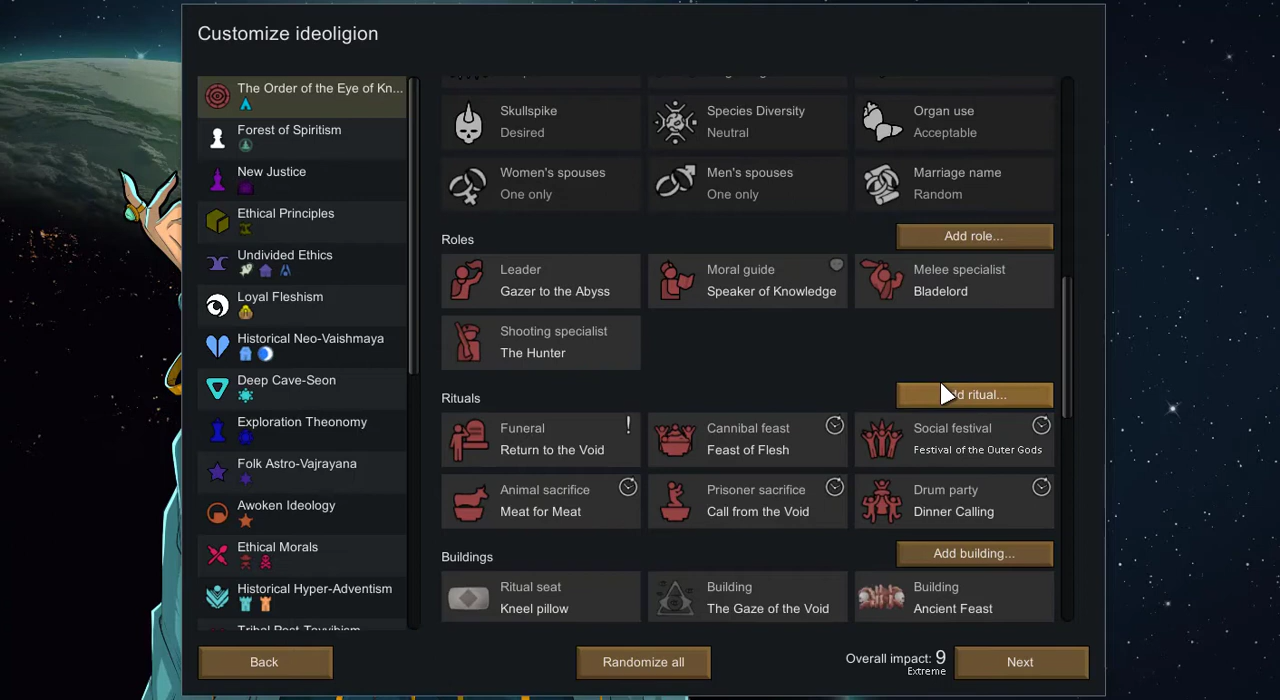 Customize ideoligion
The Order of the Eye of Kn...
Forest of Spiritism
New Justice
Ethical Principles
Undivided Ethics
Loyal Fleshism
Historical Neo-Vaishmaya
Deep Cave-Seon
Exploration Theonomy
Folk Astro-Vajrayana
Awoken Ideology
Ethical Morals
Historical Hyper-Adventism
Skullspike
Desired
Species Diversity
Neutral
Organ use
Acceptable
Women's spouses
One only
Men's spouses
One only
Marriage name
Random
Roles
Add role...
Leader
Gazer to the Abyss
Moral guide
Speaker of Knowledge
Melee specialist
Bladelord
Shooting specialist
The Hunter
Rituals
ritual...
Funeral
!
Return to the Void
Cannibal feast
Feast of Flesh
Social festival
Festival of the Outer Gods
Animal sacrifice
Meat for Meat
Prisoner sacrifice
Call from the Void
Drum party
Dinner Calling
Buildings
Add building...
Ritual seat
Kneel pillow
Building
The Gaze of the Void
Building
Ancient Feast
Back
Randomize all
Overall impact: 9
Extreme
Next